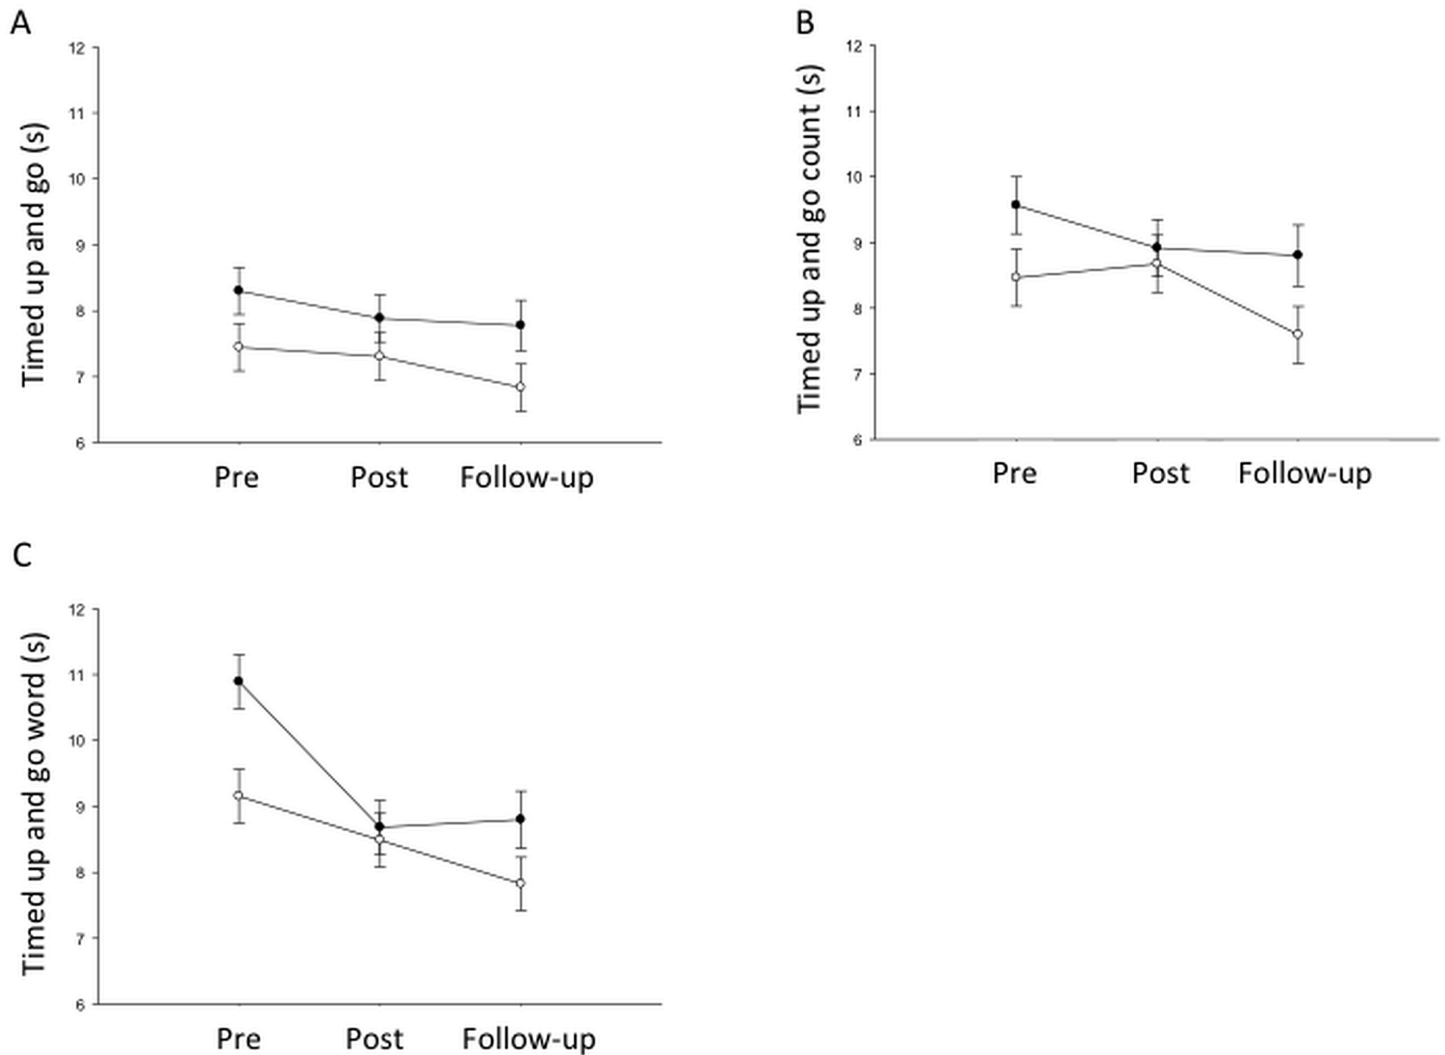 A
Timed up and go (s)
12
11
10
9
8
7
6
Pre Post Follow-up
B
Timed up and go count (s)
12
11
10
9
8
7
6
Pre Post Follow-up
C
Timed up and go word (s)
12
11
10
9
8
7
6
Pre Post Follow-up